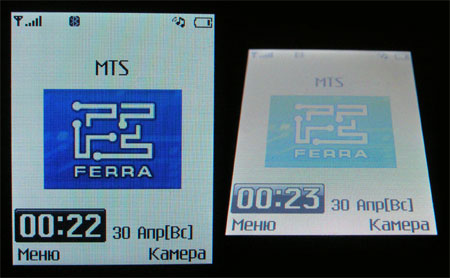 MTS
FERRA
00:22 30 Апр[Вс]
Меню Камера
MTS
FERRA
00:23 30 Апр[Вс]
Меню Камера